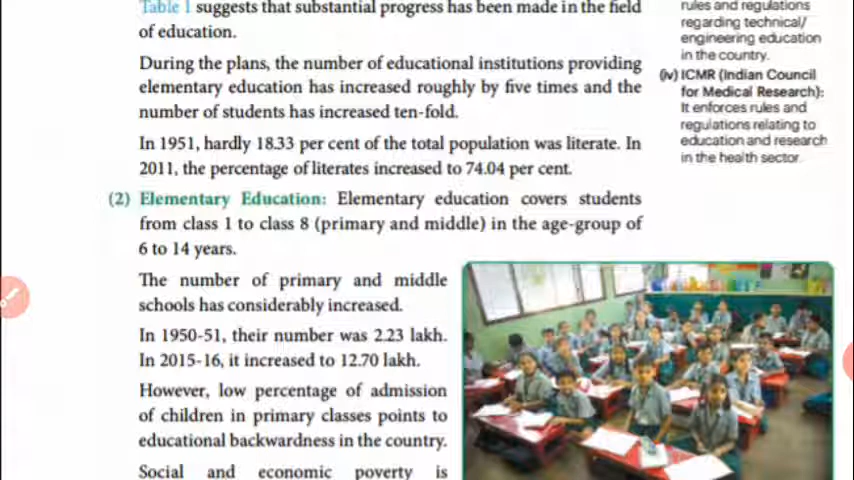 Table 1 suggests that substantial progress has been made in the field
of education.
During the plans, the number of educational institutions providing
elementary education has increased roughly by five times and the
number of students has increased ten-fold.
In 1951, hardly 18.33 per cent of the total population was literate. In
2011, the percentage of literates increased to 74.04 per cent.
(2) Elementary Education: Elementary education covers students
from class 1 to class 8 (primary and middle) in the age-group of
6 to 14 years.
The number of primary and middle
schools has considerably increased.
In 1950-51, their number was 2.23 lakh.
In 2015-16, it increased to 12.70 lakh.
However, low percentage of admission
of children in primary classes points to
educational backwardness in the country.
Social and economic poverty is
rules and regulations
regarding technical/
engineering education
in the country.
(iv) ICMR (Indian Council
for Medical Research):
It enforces rules and
regulations relating to
education and research
in the health sector.